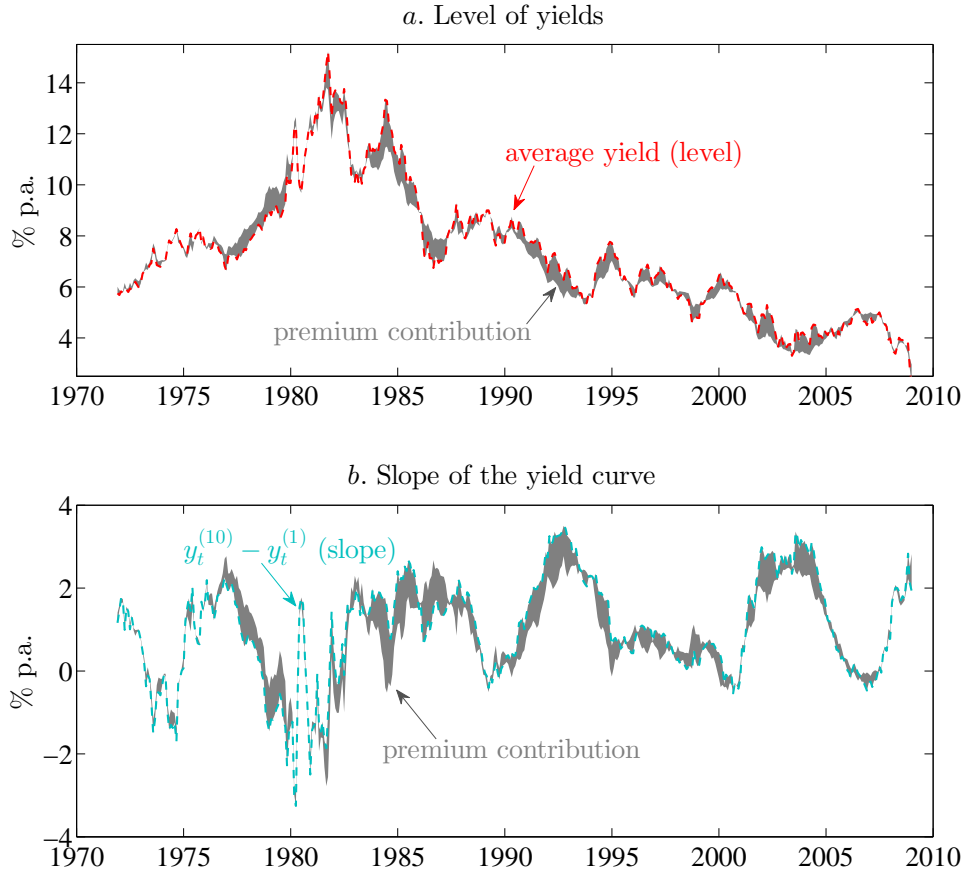 a. Level of yields
14
12
10
8
6
4
% p.a.
average yield (level)
premium contribution
1970 1975 1980 1985 1990 1995 2000 2005 2010
b. Slope of the yield curve
4
2
0
−2
−4
% p.a.
y_t^{(10)} − y_t^{(1)} (slope)
premium contribution
1970 1975 1980 1985 1990 1995 2000 2005 2010